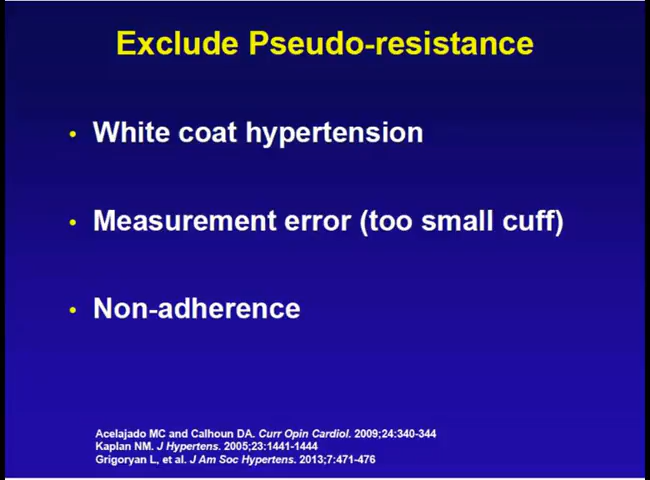 Exclude Pseudo-resistance
• White coat hypertension
• Measurement error (too small cuff)
• Non-adherence
Acelajado MC and Calhoun DA. Curr Opin Cardiol. 2009;24:340-344
Kaplan NM. J Hypertens. 2005;23:1441-1444
Grigoryan L, et al. J Am Soc Hypertens. 2013;7:471-476